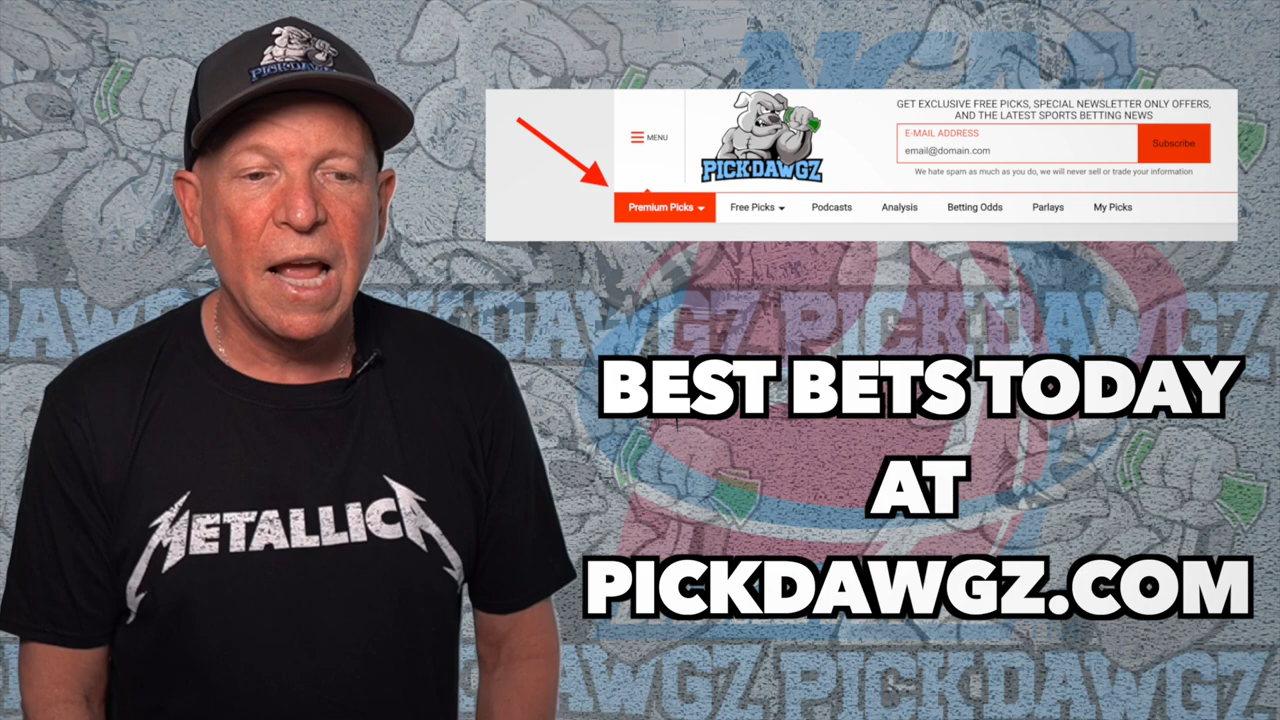 PICKDAWGZ
METALLICA
GET EXCLUSIVE FREE PICKS, SPECIAL NEWSLETTER ONLY OFFERS,
AND THE LATEST SPORTS BETTING NEWS
MENU
PICKDAWGZ
E-MAIL ADDRESS
email@domain.com
Subscribe
We hate spam as much as you do, we will never sell or trade your information
Premium Picks
Free Picks
Podcasts
Analysis
Betting Odds
Parlays
My Picks
PICKDAWGZ PICKDAWGZ
BEST BETS TODAY
AT
PICKDAWGZ.COM
PICKDAWGZ